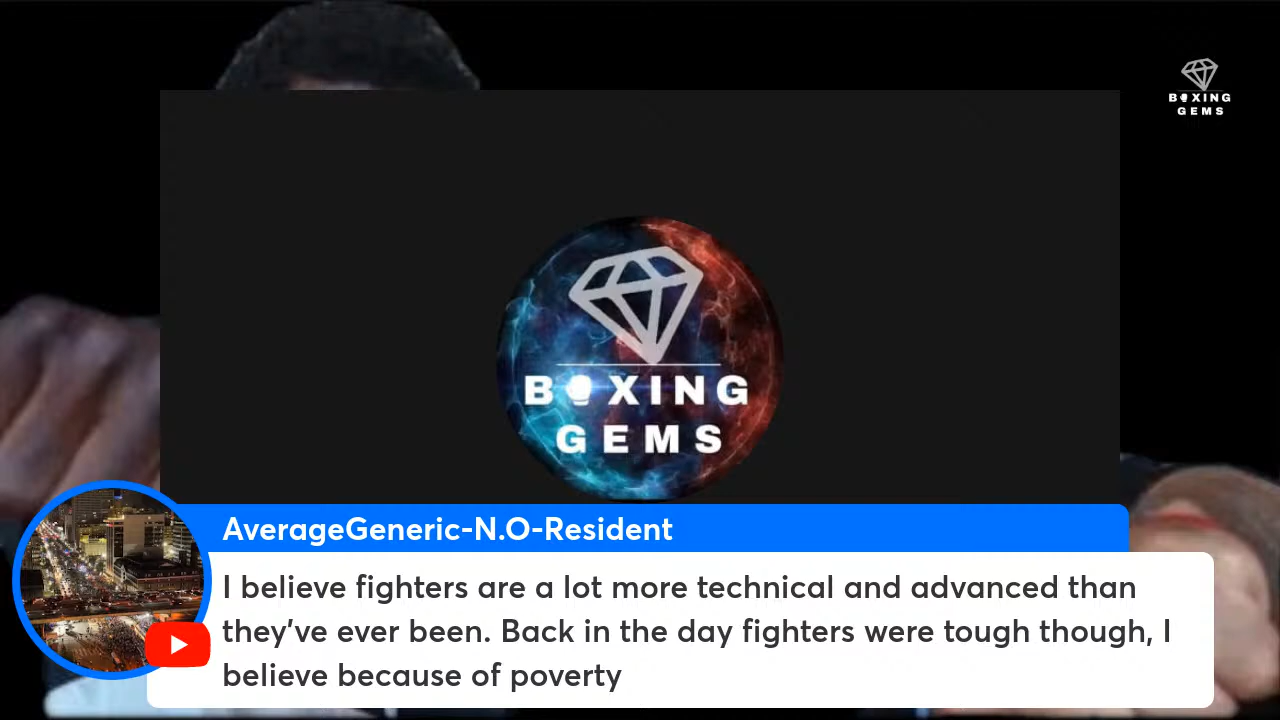 BOXING
GEMS
BOXING
GEMS
AverageGeneric-N.O-Resident
I believe fighters are a lot more technical and advanced than
they've ever been. Back in the day fighters were tough though, I
believe because of poverty